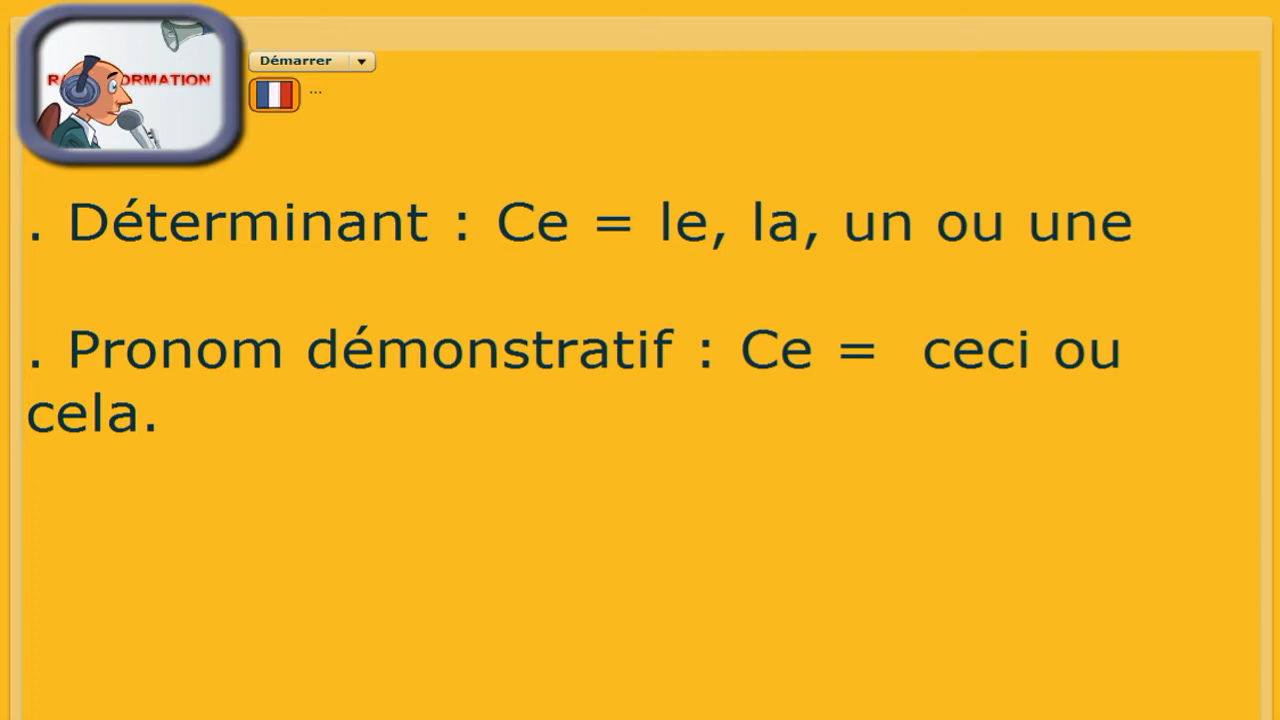 Démarrer
...
. Déterminant : Ce = le, la, un ou une
. Pronom démonstratif : Ce =  ceci ou
cela.